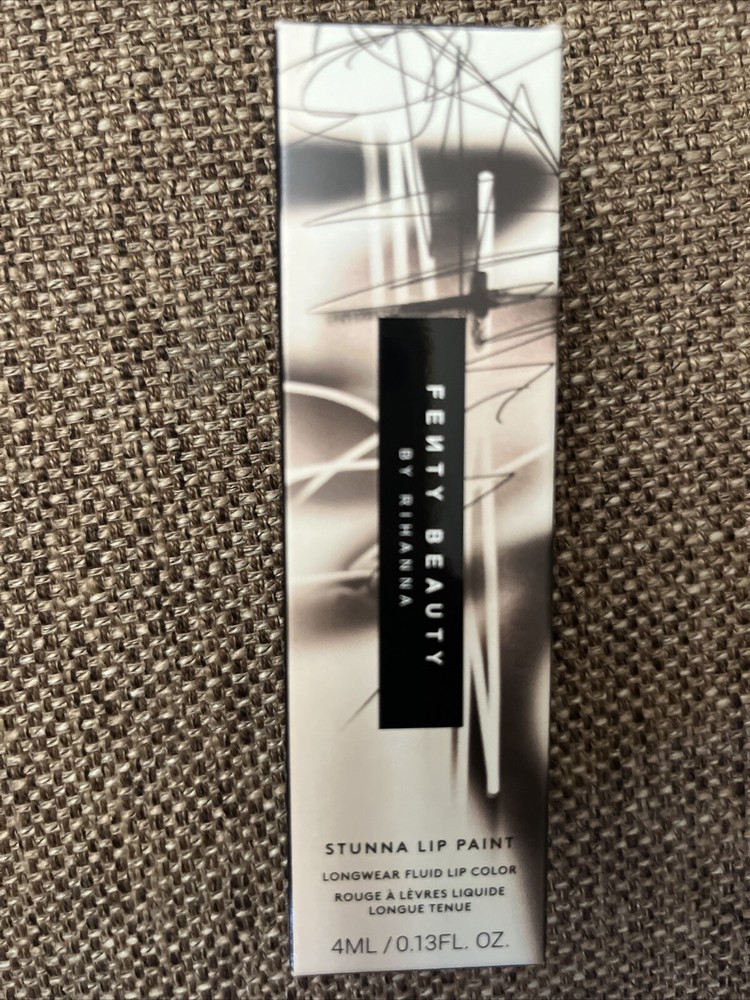 FEИTY BEAUTY
BY RIHANNA
STUNNA LIP PAINT
LONGWEAR FLUID LIP COLOR
ROUGE À LÈVRES LIQUIDE
LONGUE TENUE
4ML / 0.13FL. OZ.